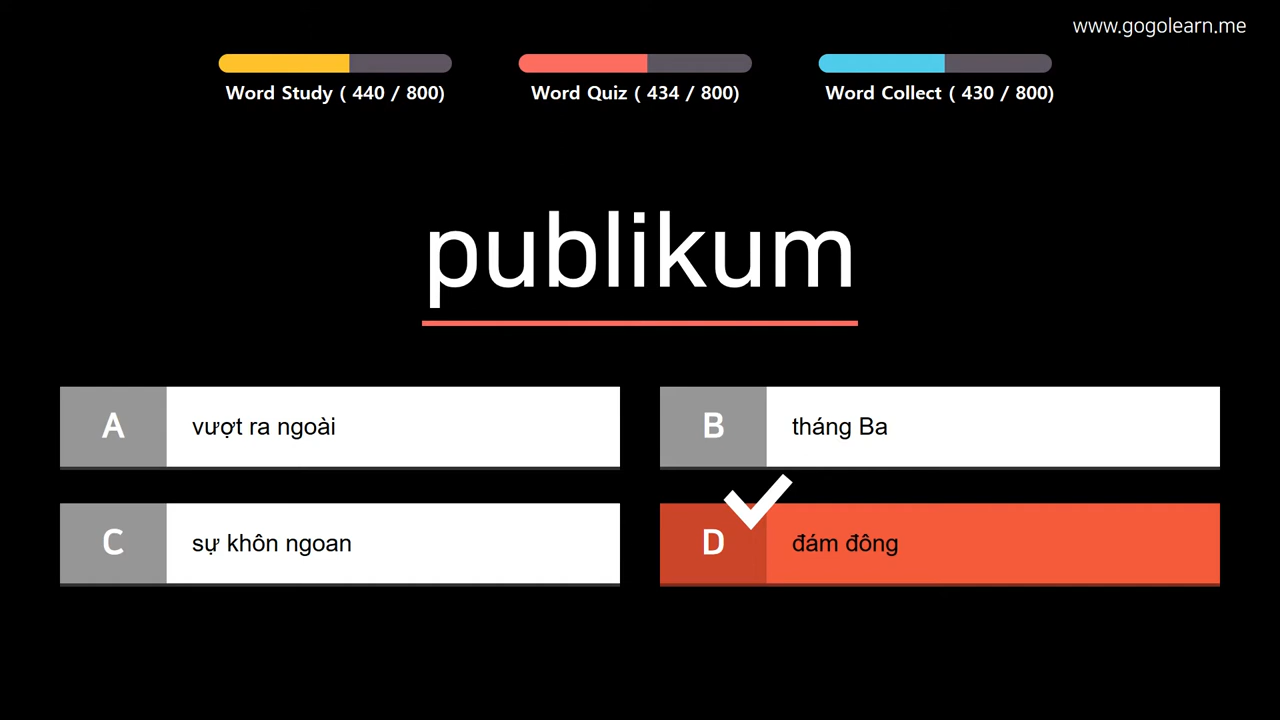 www.gogolearn.me
Word Study ( 440 / 800)
Word Quiz ( 434 / 800)
Word Collect ( 430 / 800)
publikum
A vượt ra ngoài
B tháng Ba
C sự khôn ngoan
D đám đông